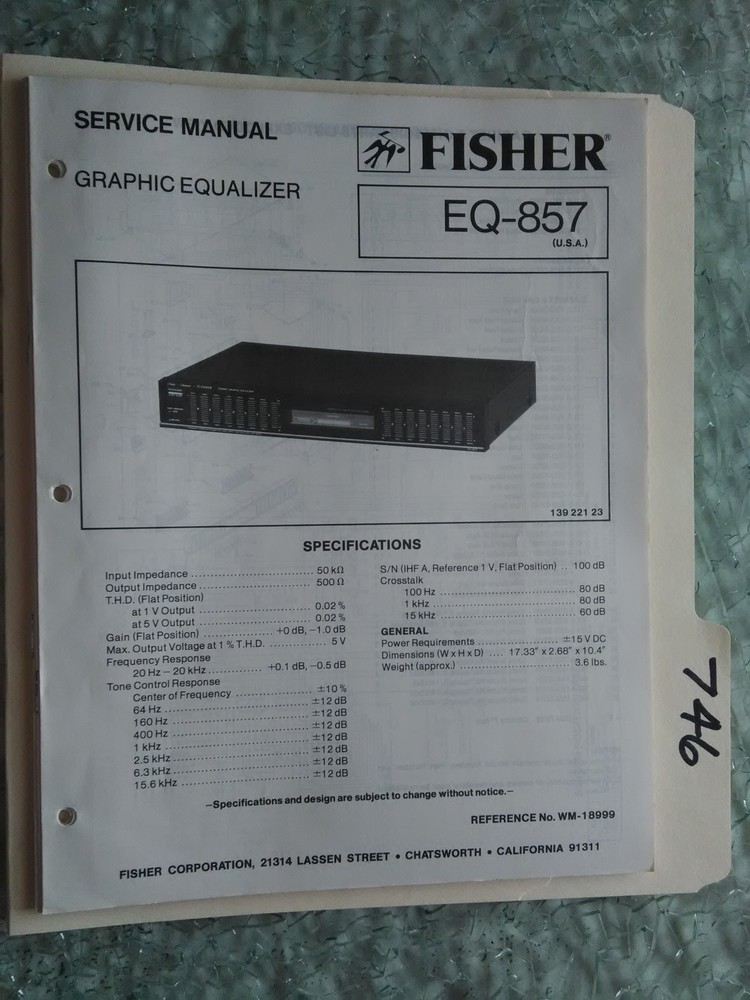 SERVICE MANUAL
FISHER®
GRAPHIC EQUALIZER
EQ-857
(U.S.A.)
139 221 23
SPECIFICATIONS
Input Impedance .................................. 50 kΩ
Output Impedance ................................ 500 Ω
T.H.D. (Flat Position)
at 1 V Output .............................. 0.02 %
at 5 V Output .............................. 0.02 %
Gain (Flat Position) .................... +0 dB, −1.0 dB
Max. Output Voltage at 1 % T.H.D. ............... 5 V
Frequency Response
20 Hz – 20 kHz ............. +0.1 dB, −0.5 dB
Tone Control Response
Center of Frequency ........................ ±10 %
64 Hz ......................................... ±12 dB
160 Hz ....................................... ±12 dB
400 Hz ....................................... ±12 dB
1 kHz ......................................... ±12 dB
2.5 kHz ....................................... ±12 dB
6.3 kHz ....................................... ±12 dB
15.6 kHz ..................................... ±12 dB
S/N (IHF A, Reference 1 V, Flat Position) .. 100 dB
Crosstalk
100 Hz ...................................... 80 dB
1 kHz ........................................ 80 dB
15 kHz ...................................... 60 dB
GENERAL
Power Requirements ....................... ±15 V DC
Dimensions (W x H x D) .... 17.33" x 2.68" x 10.4"
Weight (approx.) ................................ 3.6 lbs.
—Specifications and design are subject to change without notice.—
REFERENCE No. WM-18999
FISHER CORPORATION, 21314 LASSEN STREET • CHATSWORTH • CALIFORNIA 91311
746